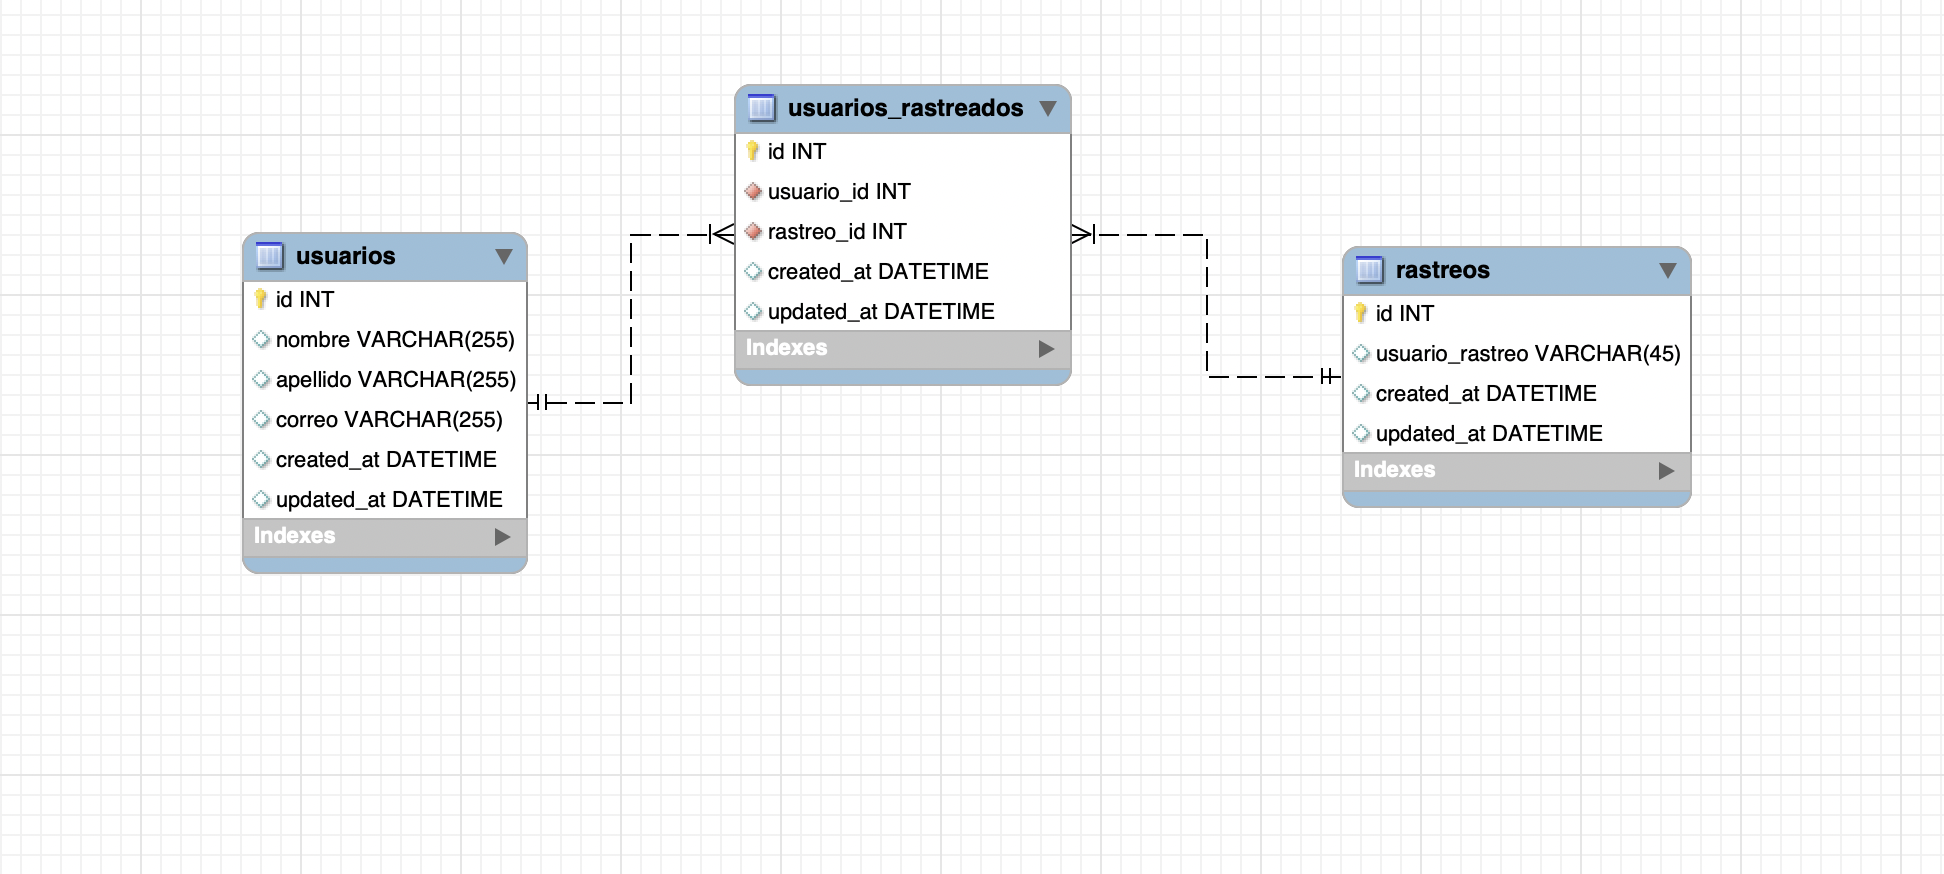 usuarios
id INT
nombre VARCHAR(255)
apellido VARCHAR(255)
correo VARCHAR(255)
created_at DATETIME
updated_at DATETIME
Indexes
usuarios_rastreados
id INT
usuario_id INT
rastreo_id INT
created_at DATETIME
updated_at DATETIME
Indexes
rastreos
id INT
usuario_rastreo VARCHAR(45)
created_at DATETIME
updated_at DATETIME
Indexes